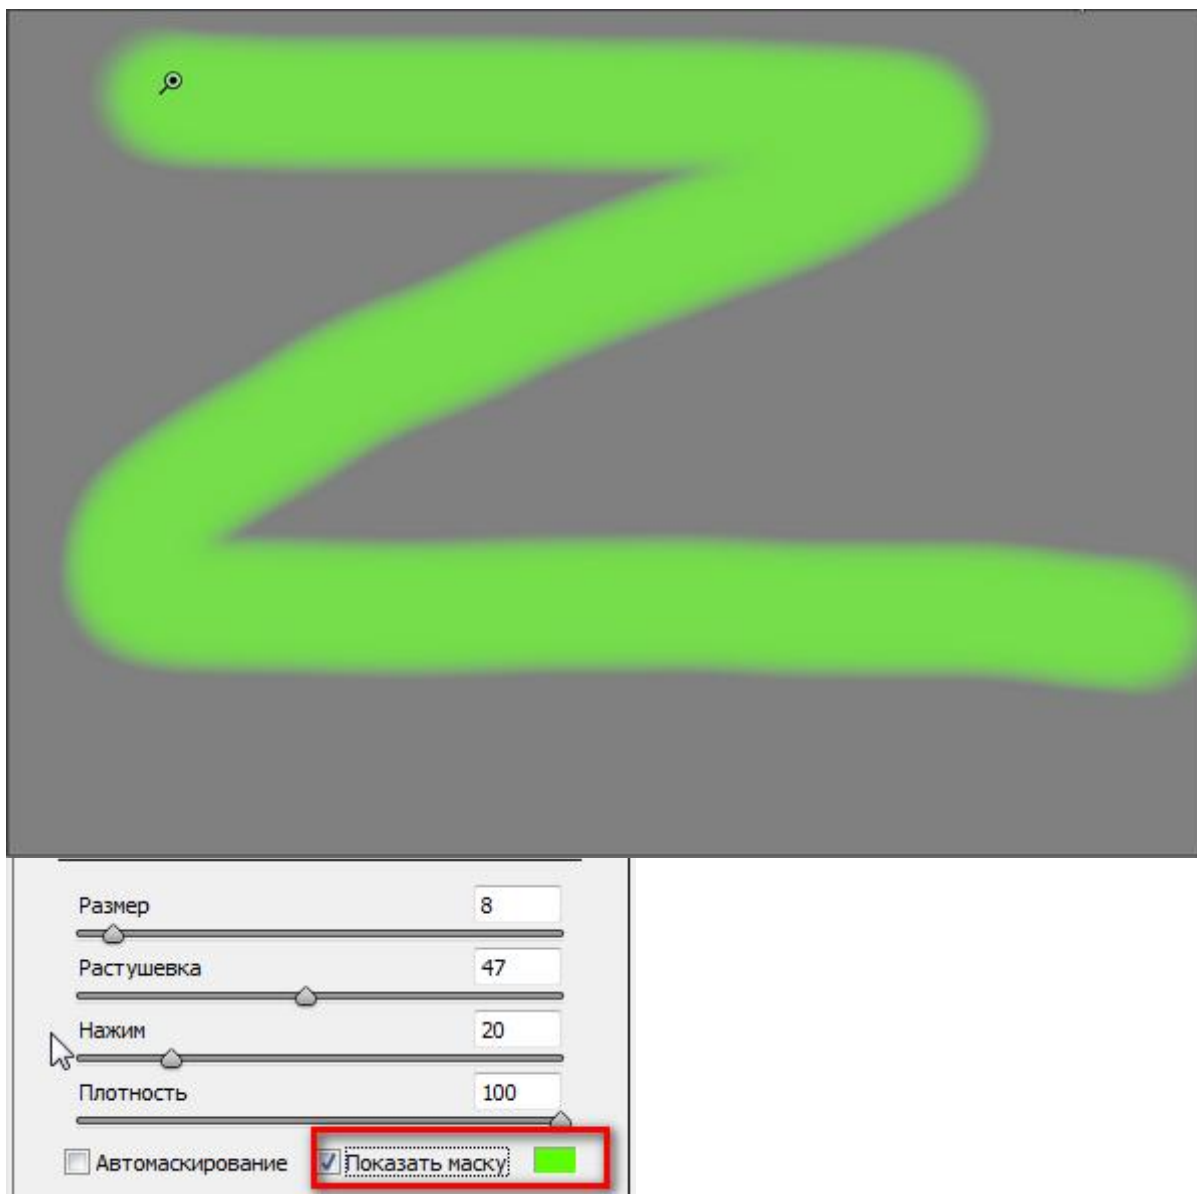 Размер 8
Растушевка 47
Нажим 20
Плотность 100
Автомаскирование Показать маску